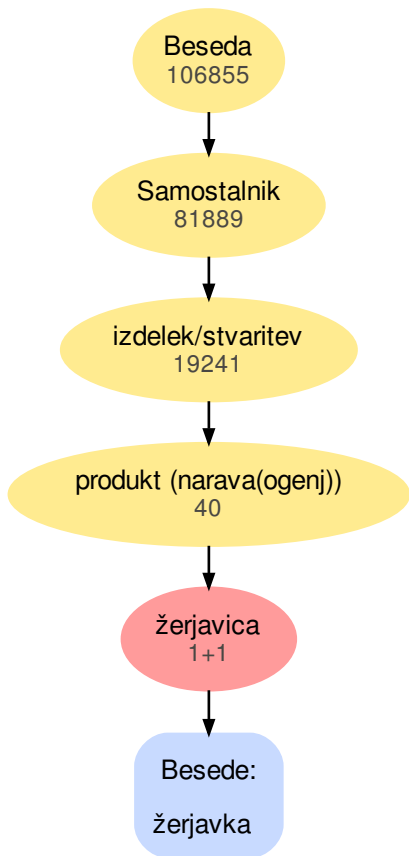 Beseda
106855
Samostalnik
81889
izdelek/stvaritev
19241
produkt (narava(ogenj))
40
žerjavica
1+1
Besede:
žerjavka